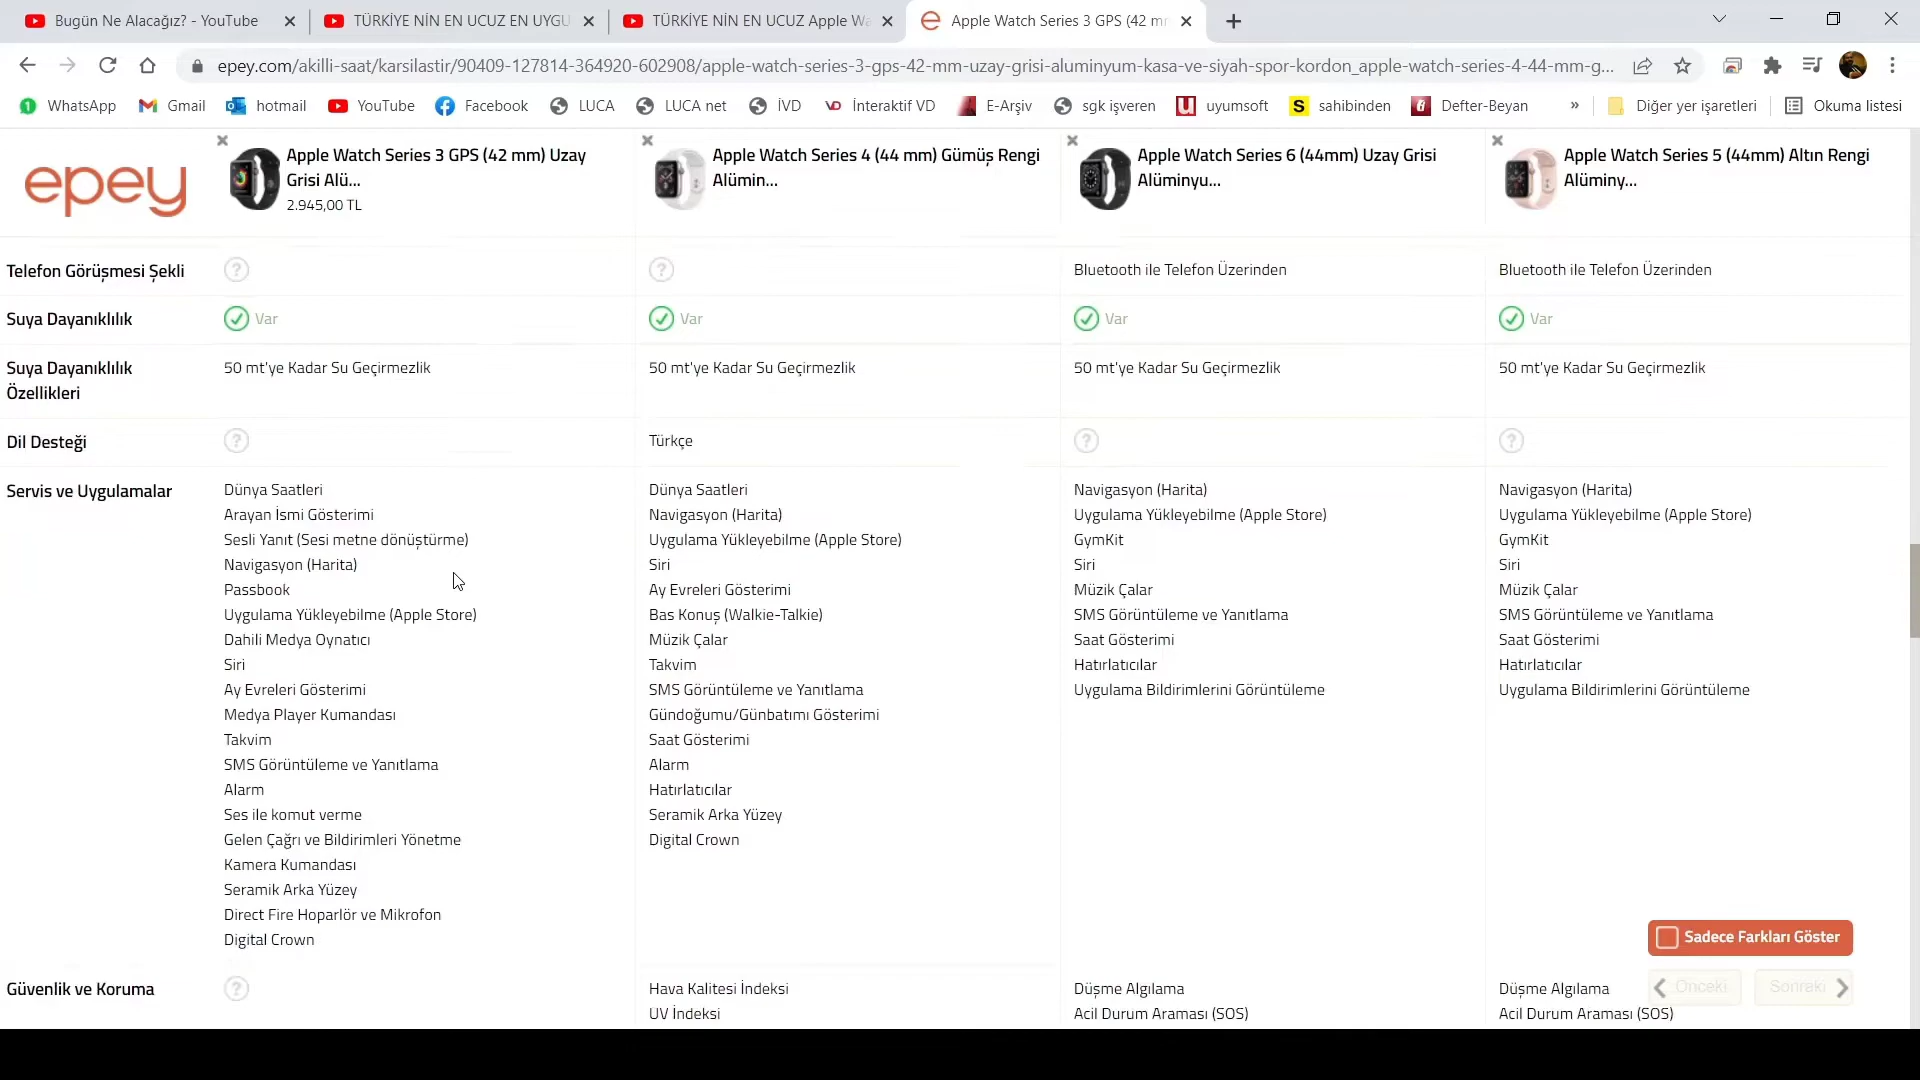 Bugün Ne Alacağız? - YouTube
TÜRKİYE NİN EN UCUZ EN UYGU
TÜRKİYE NİN EN UCUZ Apple Wa
Apple Watch Series 3 GPS (42 mm
epey.com/akilli-saat/karsilastir/90409-127814-364920-602908/apple-watch-series-3-gps-42-mm-uzay-grisi-aluminyum-kasa-ve-siyah-spor-kordon_apple-watch-series-4-44-mm-g...
WhatsApp Gmail hotmail YouTube Facebook LUCA LUCA net İVD İnteraktif VD E-Arşiv sgk işveren uyumsoft sahibinden Defter-Beyan » Diğer yer işaretleri Okuma listesi
epey
Apple Watch Series 3 GPS (42 mm) Uzay
Grisi Alü...
2.945,00 TL
Apple Watch Series 4 (44 mm) Gümüş Rengi
Alümin...
Apple Watch Series 6 (44mm) Uzay Grisi
Alüminyu...
Apple Watch Series 5 (44mm) Altın Rengi
Alüminy...
Telefon Görüşmesi Şekli ? ? Bluetooth ile Telefon Üzerinden Bluetooth ile Telefon Üzerinden
Suya Dayanıklılık Var Var Var Var
Suya Dayanıklılık
Özellikleri
50 mt'ye Kadar Su Geçirmezlik 50 mt'ye Kadar Su Geçirmezlik 50 mt'ye Kadar Su Geçirmezlik 50 mt'ye Kadar Su Geçirmezlik
Dil Desteği ? Türkçe ? ?
Servis ve Uygulamalar
Dünya Saatleri
Arayan İsmi Gösterimi
Sesli Yanıt (Sesi metne dönüştürme)
Navigasyon (Harita)
Passbook
Uygulama Yükleyebilme (Apple Store)
Dahili Medya Oynatıcı
Siri
Ay Evreleri Gösterimi
Medya Player Kumandası
Takvim
SMS Görüntüleme ve Yanıtlama
Alarm
Ses ile komut verme
Gelen Çağrı ve Bildirimleri Yönetme
Kamera Kumandası
Seramik Arka Yüzey
Direct Fire Hoparlör ve Mikrofon
Digital Crown
Dünya Saatleri
Navigasyon (Harita)
Uygulama Yükleyebilme (Apple Store)
Siri
Ay Evreleri Gösterimi
Bas Konuş (Walkie-Talkie)
Müzik Çalar
Takvim
SMS Görüntüleme ve Yanıtlama
Gündoğumu/Günbatımı Gösterimi
Saat Gösterimi
Alarm
Hatırlatıcılar
Seramik Arka Yüzey
Digital Crown
Navigasyon (Harita)
Uygulama Yükleyebilme (Apple Store)
GymKit
Siri
Müzik Çalar
SMS Görüntüleme ve Yanıtlama
Saat Gösterimi
Hatırlatıcılar
Uygulama Bildirimlerini Görüntüleme
Navigasyon (Harita)
Uygulama Yükleyebilme (Apple Store)
GymKit
Siri
Müzik Çalar
SMS Görüntüleme ve Yanıtlama
Saat Gösterimi
Hatırlatıcılar
Uygulama Bildirimlerini Görüntüleme
Sadece Farkları Göster
Önceki Sonraki
Güvenlik ve Koruma ?
Hava Kalitesi İndeksi
UV İndeksi
Düşme Algılama
Acil Durum Araması (SOS)
Düşme Algılama
Acil Durum Araması (SOS)